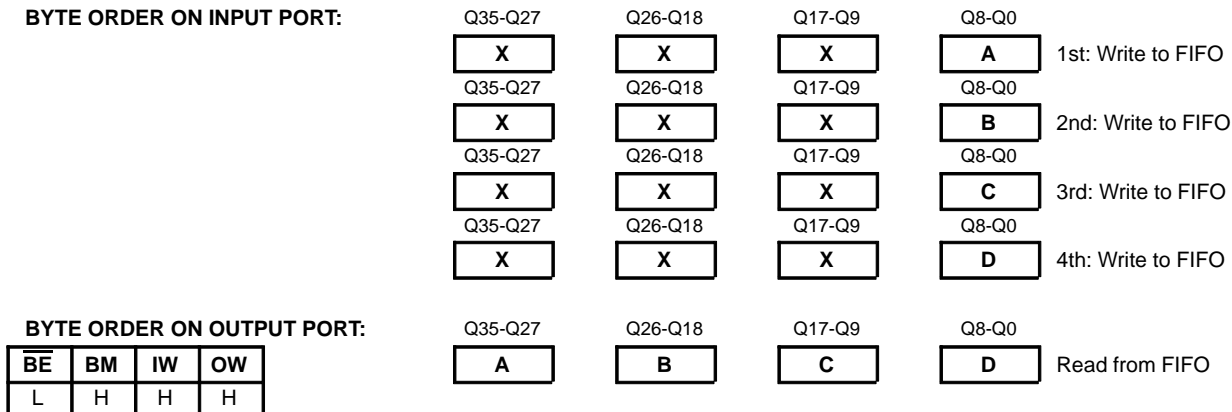 BYTE ORDER ON INPUT PORT: Q35-Q27 Q26-Q18 Q17-Q9 Q8-Q0
X X X A 1st: Write to FIFO
Q35-Q27 Q26-Q18 Q17-Q9 Q8-Q0
X X X B 2nd: Write to FIFO
Q35-Q27 Q26-Q18 Q17-Q9 Q8-Q0
X X X C 3rd: Write to FIFO
Q35-Q27 Q26-Q18 Q17-Q9 Q8-Q0
X X X D 4th: Write to FIFO
BYTE ORDER ON OUTPUT PORT: Q35-Q27 Q26-Q18 Q17-Q9 Q8-Q0
B̅E̅ BM IW OW A B C D Read from FIFO
L H H H